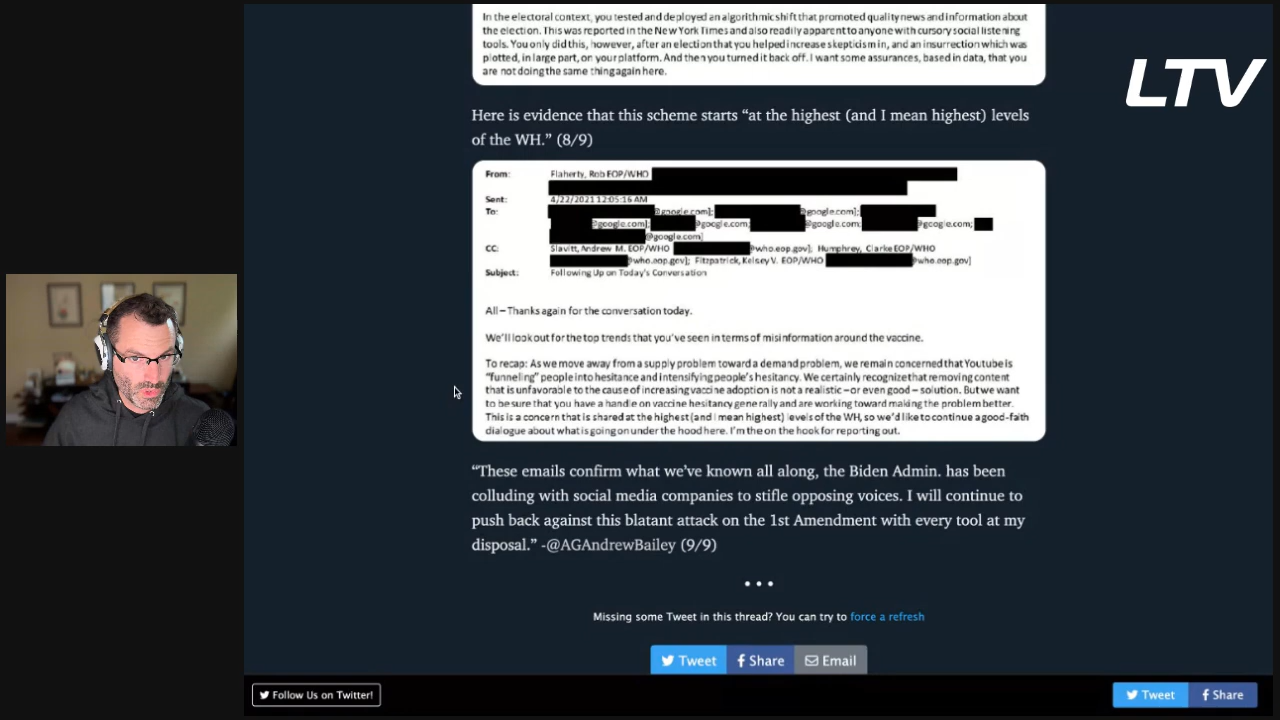 In the electoral context, you tested and deployed an algorithmic shift that promoted quality news and information about
the election. This was reported in the New York Times and also readily apparent to anyone with cursory social listening
tools. You only did this, however, after an election that you helped increase skepticism in, and an insurrection which was
plotted, in large part, on your platform. And then you turned it back off. I want some assurances, based in data, that you
are not doing the same thing again here.
LTV
Here is evidence that this scheme starts “at the highest (and I mean highest) levels
of the WH.” (8/9)
From: Flaherty, Rob EOP/WHO
Sent: 4/22/2021 12:05:16 AM
To: @google.com]; @google.com;
@google.com]; @google.com; @google.com; @google.com;
@google.com]
CC: Slavitt, Andrew M. EOP/WHO @who.eop.gov]; Humphrey, Clarke EOP/WHO
@who.eop.gov]; Fitzpatrick, Kelsey V. EOP/WHO @who.eop.gov]
Subject: Following Up on Today's Conversation
All – Thanks again for the conversation today.
We'll look out for the top trends that you've seen in terms of misinformation around the vaccine.
To recap: As we move away from a supply problem toward a demand problem, we remain concerned that Youtube is
“funneling” people into hesitance and intensifying people's hesitancy. We certainly recognize that removing content
that is unfavorable to the cause of increasing vaccine adoption is not a realistic –or even good – solution. But we want
to be sure that you have a handle on vaccine hesitancy generally and are working toward making the problem better.
This is a concern that is shared at the highest (and I mean highest) levels of the WH, so we'd like to continue a good-faith
dialogue about what is going on under the hood here. I'm the on the hook for reporting out.
“These emails confirm what we’ve known all along, the Biden Admin. has been
colluding with social media companies to stifle opposing voices. I will continue to
push back against this blatant attack on the 1st Amendment with every tool at my
disposal.” -@AGAndrewBailey (9/9)
• • •
Missing some Tweet in this thread? You can try to force a refresh
Tweet Share Email
Follow Us on Twitter! Tweet Share